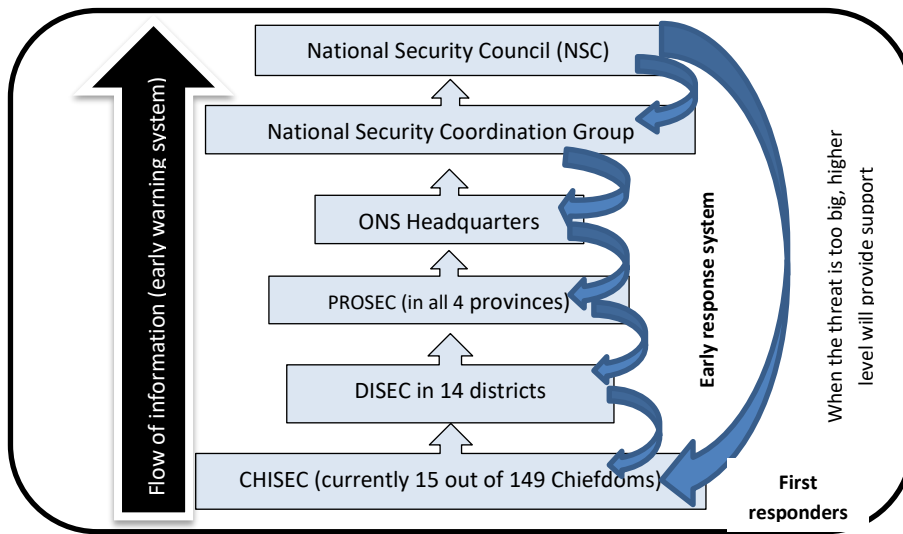 National Security Council (NSC)
National Security Coordination Group
ONS Headquarters
PROSEC (in all 4 provinces)
DISEC in 14 districts
CHISEC (currently 15 out of 149 Chiefdoms)
Flow of information (early warning system)
Early response system
When the threat is too big, higher
level will provide support
First
responders